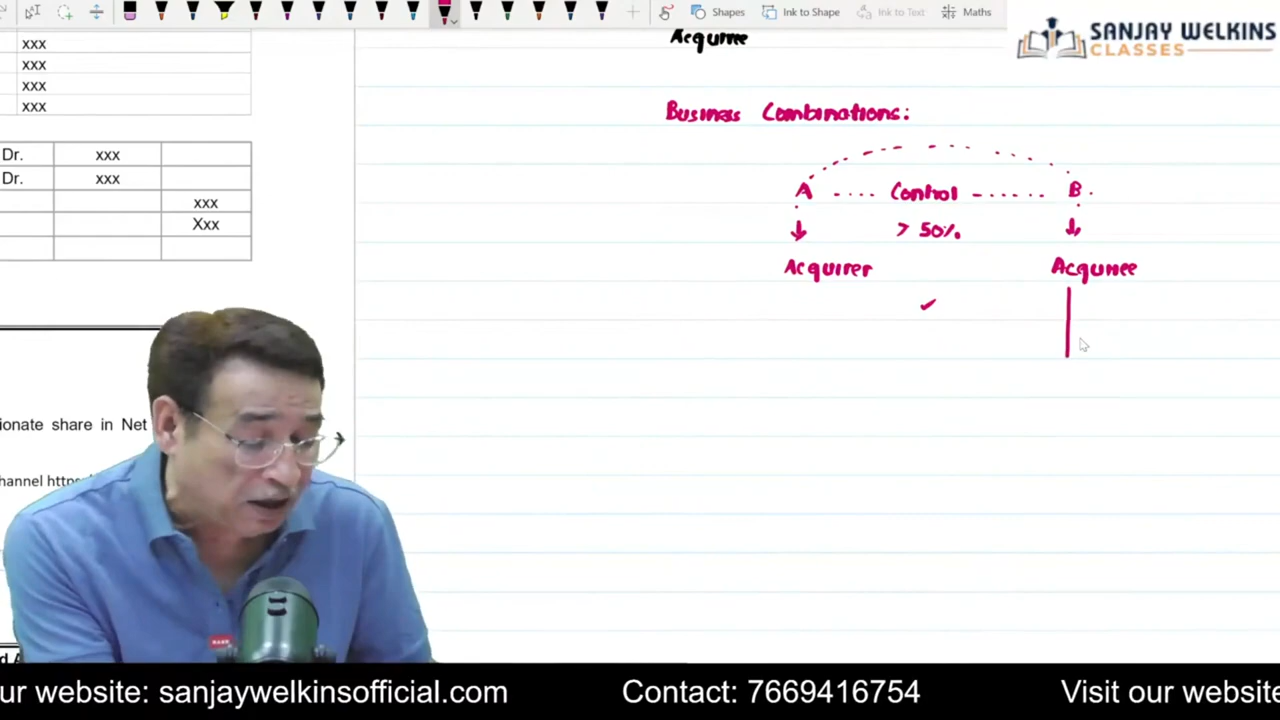 Shapes Ink to Shape Ink to Text Maths
SANJAY WELKINS
CLASSES
xxx
xxx
xxx
xxx
Dr. xxx
Dr. xxx
xxx
Xxx
ionate share in Net
hannel https:
Acquiree
Business Combinations:
A .... Control ..... B
> 50%
Acquirer Acquiree
ur website: sanjaywelkinsofficial.com Contact: 7669416754 Visit our website